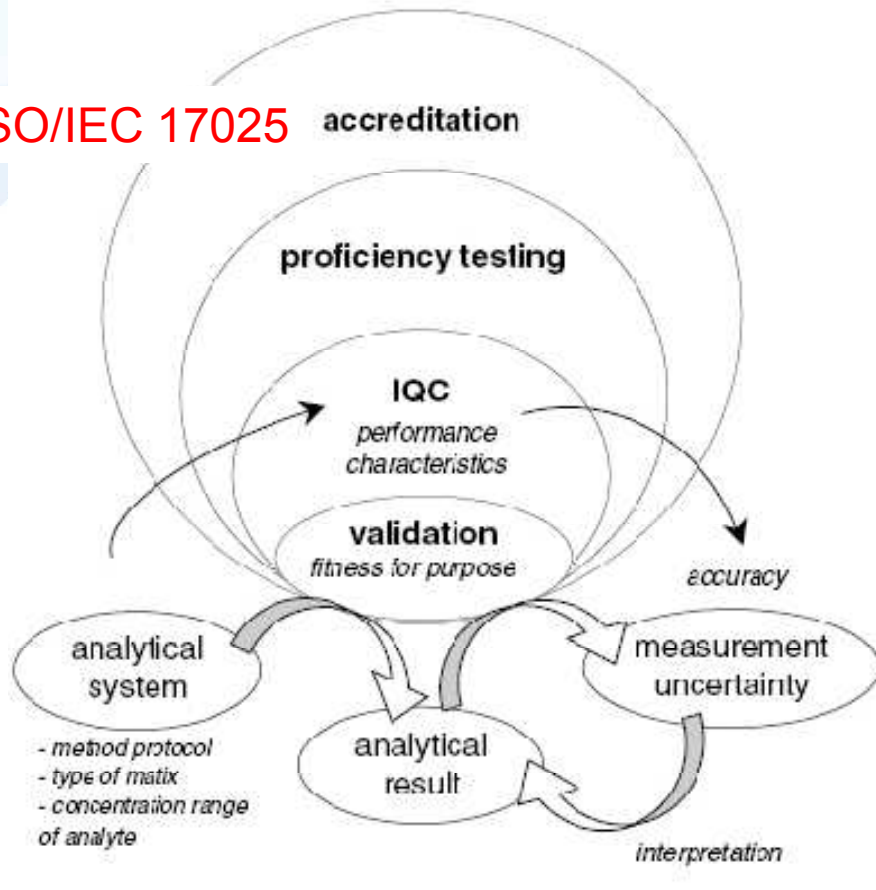 SO/IEC 17025
accreditation
proficiency testing
IQC
performance
characteristics
validation
fitness for purpose
accuracy
analytical
system
measurement
uncertainty
- method protocol
- type of matix
- concentration range
of analyte
analytical
result
interpretation